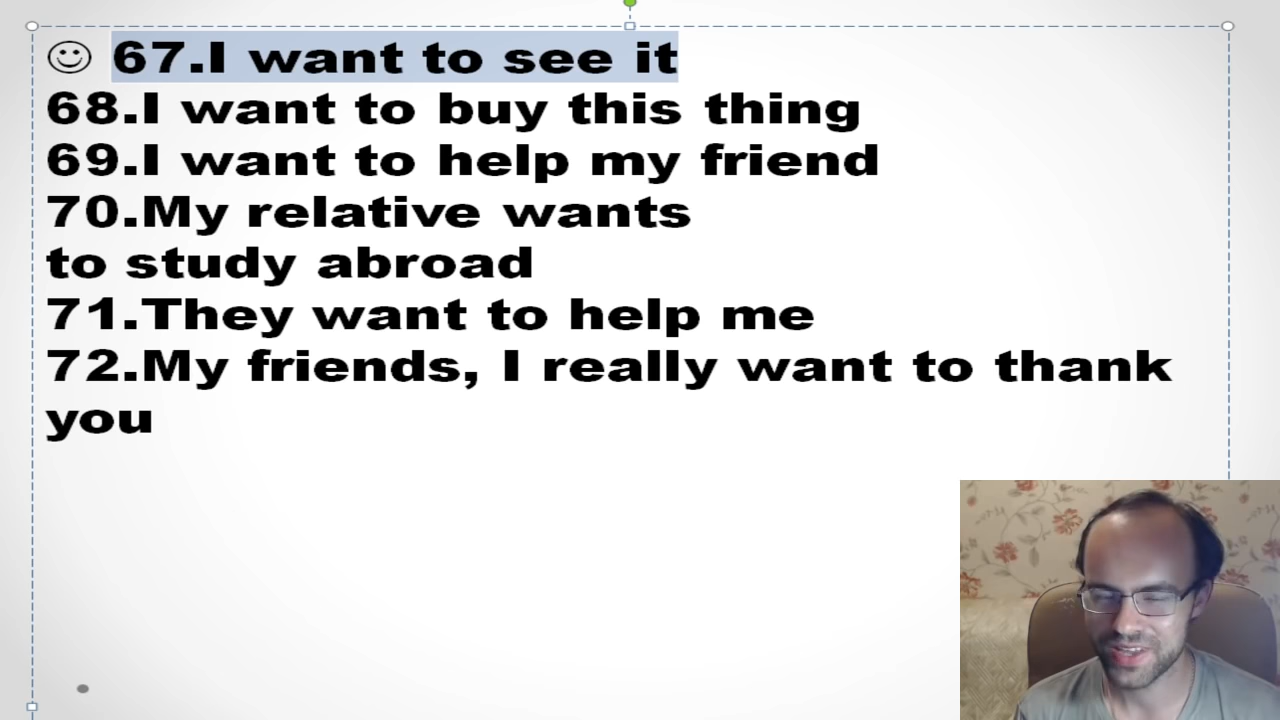 ☺ 67.I want to see it
68.I want to buy this thing
69.I want to help my friend
70.My relative wants
to study abroad
71.They want to help me
72.My friends, I really want to thank
you